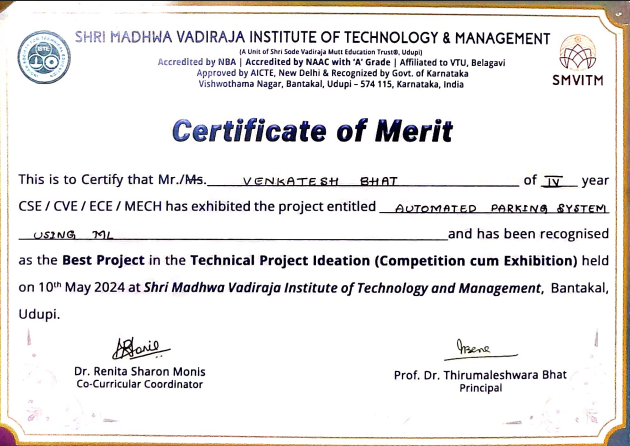 SHRI MADHWA VADIRAJA INSTITUTE OF TECHNOLOGY & MANAGEMENT
(A Unit of Shri Sode Vadiraja Mutt Education Trust®, Udupi)
Accredited by NBA | Accredited by NAAC with 'A' Grade | Affiliated to VTU, Belagavi
Approved by AICTE, New Delhi & Recognized by Govt. of Karnataka
Vishwothama Nagar, Bantakal, Udupi – 574 115, Karnataka, India
SMVITM
Certificate of Merit
This is to Certify that Mr./Ms. VENKATESH BHAT of IV year
CSE / CVE / ECE / MECH has exhibited the project entitled AUTOMATED PARKING SYSTEM
USING ML and has been recognised
as the Best Project in the Technical Project Ideation (Competition cum Exhibition) held
on 10th May 2024 at Shri Madhwa Vadiraja Institute of Technology and Management, Bantakal,
Udupi.
Dr. Renita Sharon Monis
Co-Curricular Coordinator
Prof. Dr. Thirumaleshwara Bhat
Principal